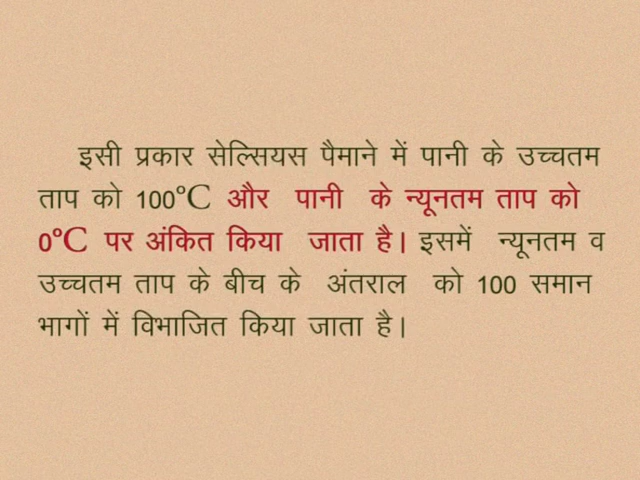 इसी प्रकार सेल्सियस पैमाने में पानी के उच्चतम
ताप को 100°C और पानी के न्यूनतम ताप को
0°C पर अंकित किया जाता है। इसमें न्यूनतम व
उच्चतम ताप के बीच के अंतराल को 100 समान
भागों में विभाजित किया जाता है।